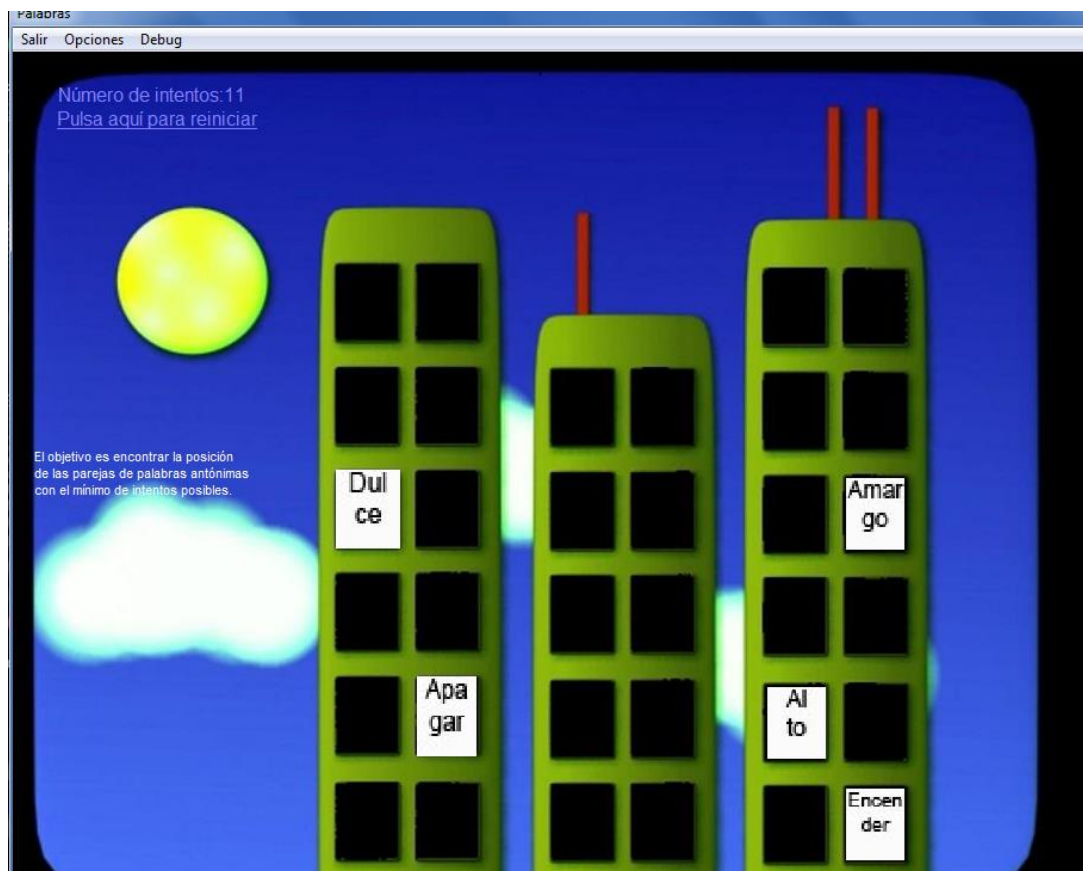 Palabras
Salir Opciones Debug
Número de intentos:11
Pulsa aquí para reiniciar
El objetivo es encontrar la posición
de las parejas de palabras antónimas
con el mínimo de intentos posibles.
Dul
ce
Amar
go
Apa
gar
Al
to
Encen
der